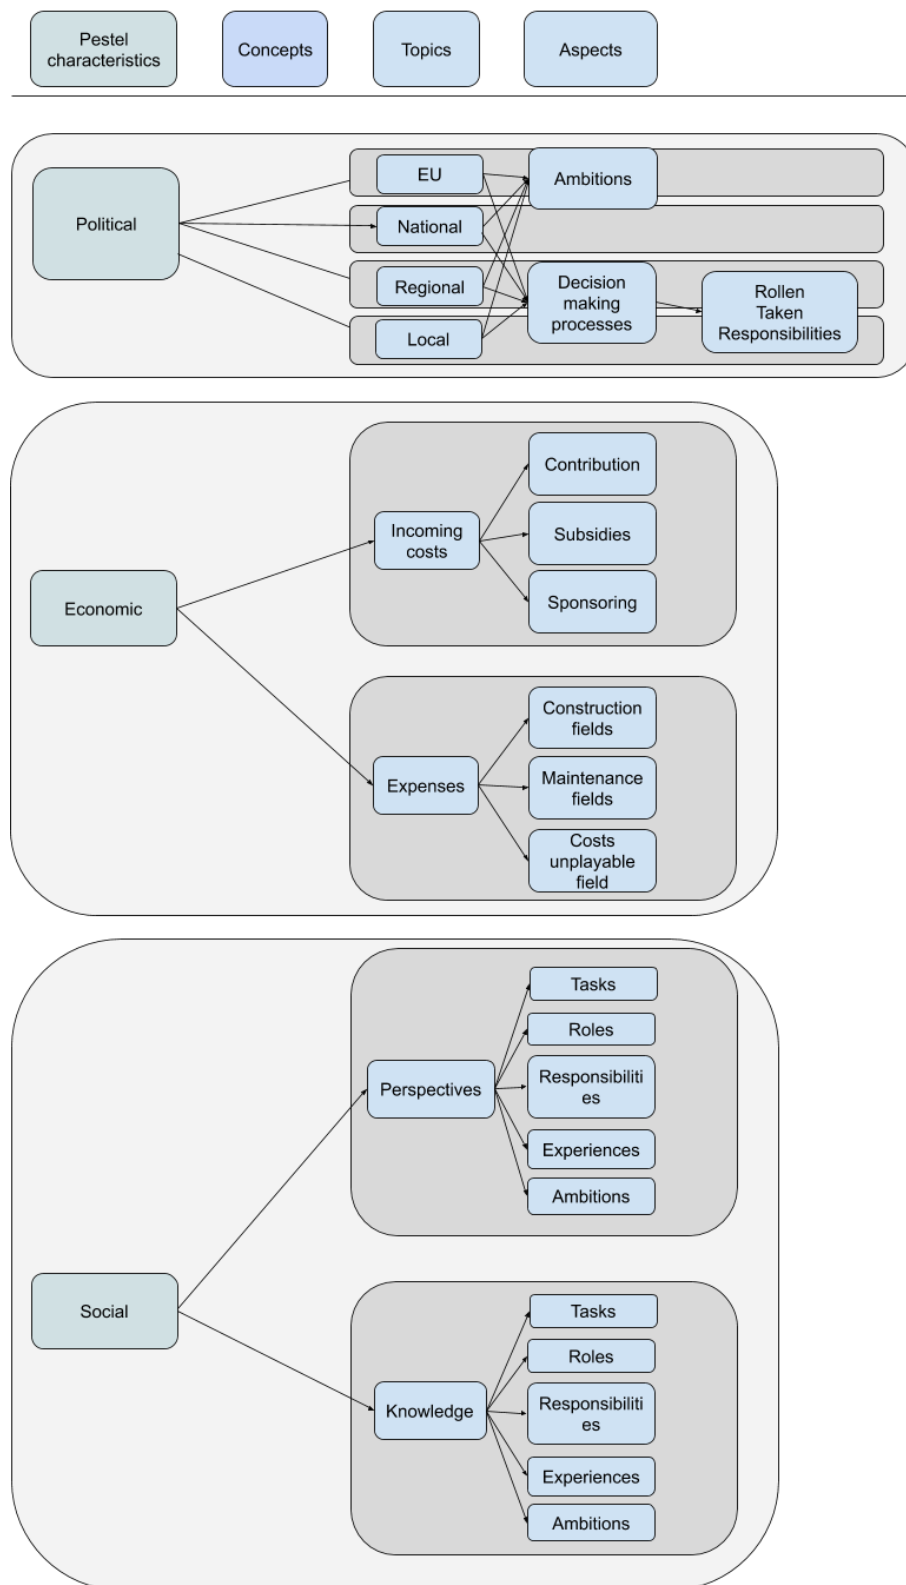 Pestel
characteristics
Concepts
Topics
Aspects
Political
EU
National
Regional
Local
Ambitions
Decision
making
processes
Rollen
Taken
Responsibilities
Economic
Incoming
costs
Contribution
Subsidies
Sponsoring
Expenses
Construction
fields
Maintenance
fields
Costs
unplayable
field
Social
Perspectives
Tasks
Roles
Responsibiliti
es
Experiences
Ambitions
Knowledge
Tasks
Roles
Responsibiliti
es
Experiences
Ambitions